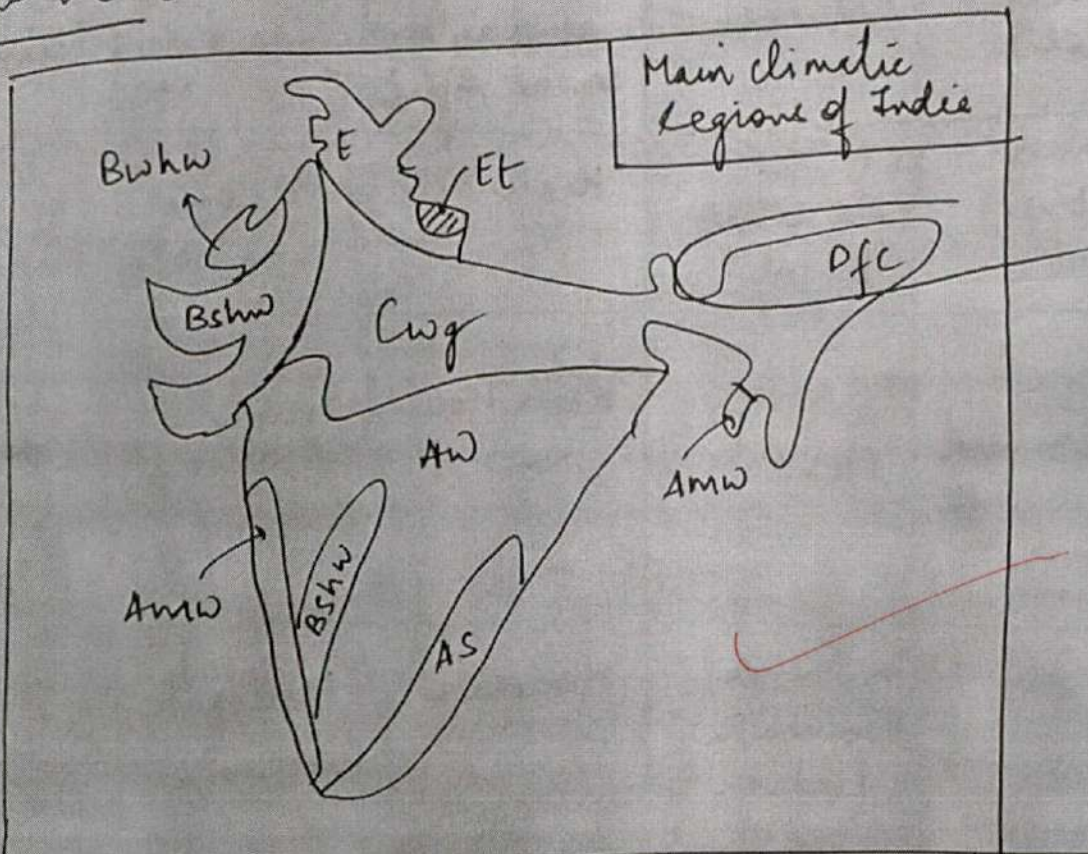 Main climatic
regions of India
E
Bwhw
Et
Dfc
Bshw
Cwg
Aw
Amw
Amw
Bshw
AS